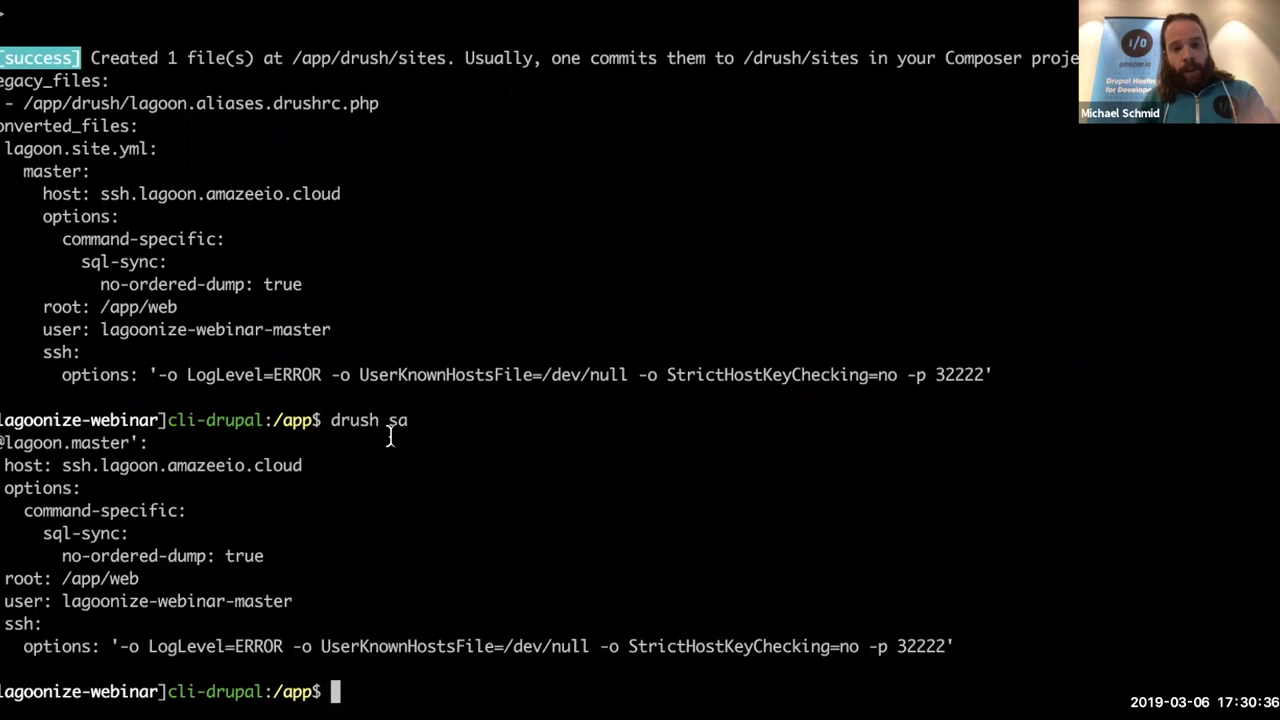 >
[success] Created 1 file(s) at /app/drush/sites. Usually, one commits them to /drush/sites in your Composer proje
egacy_files:
- /app/drush/lagoon.aliases.drushrc.php
onverted_files:
lagoon.site.yml:
master:
host: ssh.lagoon.amazeeio.cloud
options:
command-specific:
sql-sync:
no-ordered-dump: true
root: /app/web
user: lagoonize-webinar-master
ssh:
options: '-o LogLevel=ERROR -o UserKnownHostsFile=/dev/null -o StrictHostKeyChecking=no -p 32222'
lagoonize-webinar]cli-drupal:/app$ drush sa
@lagoon.master':
host: ssh.lagoon.amazeeio.cloud
options:
command-specific:
sql-sync:
no-ordered-dump: true
root: /app/web
user: lagoonize-webinar-master
ssh:
options: '-o LogLevel=ERROR -o UserKnownHostsFile=/dev/null -o StrictHostKeyChecking=no -p 32222'
lagoonize-webinar]cli-drupal:/app$
I/O
amazee.io
Drupal Hosting
for Develope
Michael Schmid
2019-03-06 17:30:36